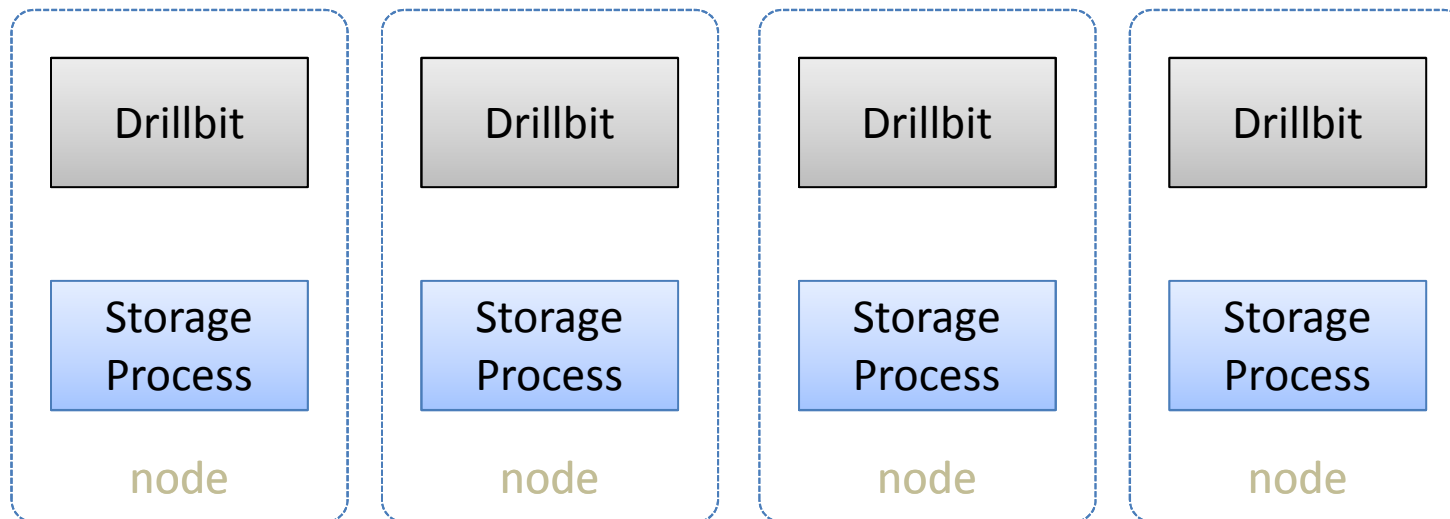 Drillbit
Drillbit
Drillbit
Drillbit
Storage
Process
Storage
Process
Storage
Process
Storage
Process
node
node
node
node